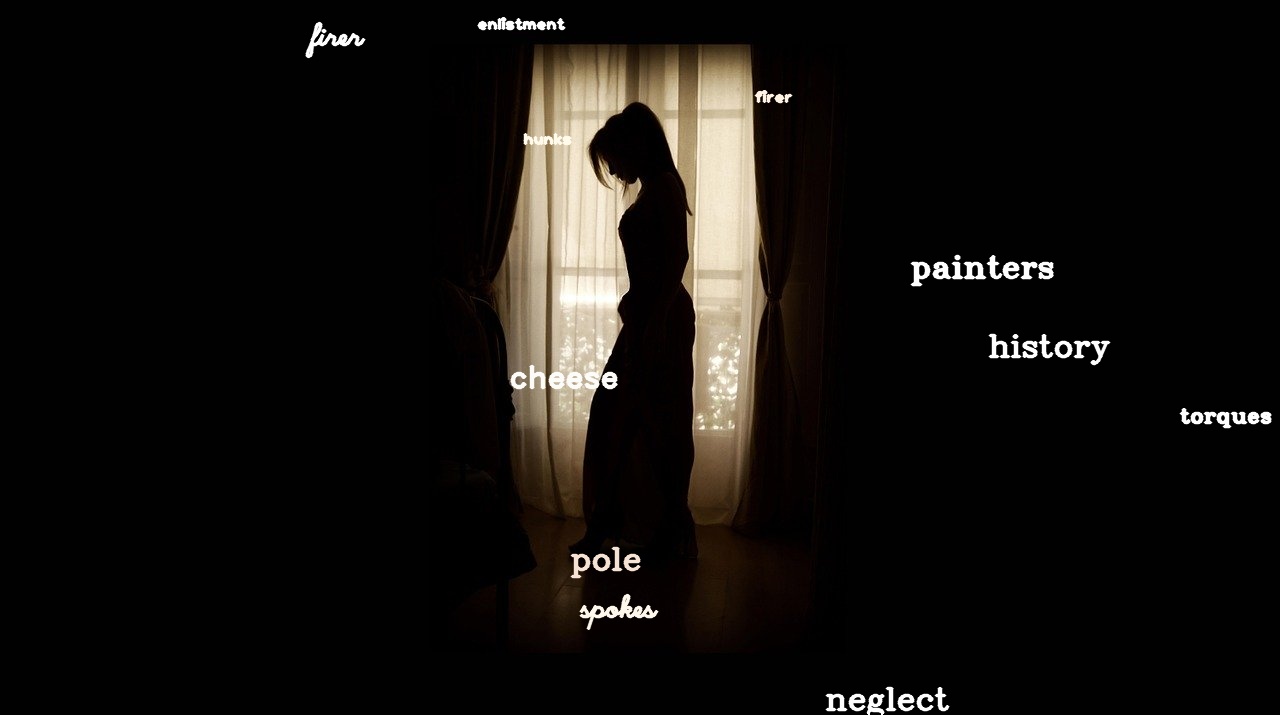 enlistment
firer
firer
hunks
painters
history
cheese
torques
pole
spokes
neglect